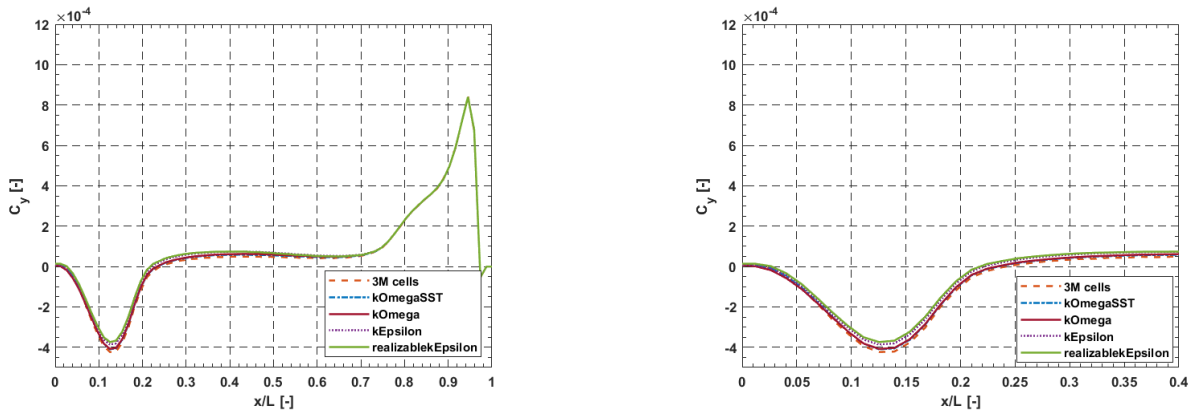 ×10-4
12
10
8
6
4
2
0
-2
-4
Cy [-]
0 0.1 0.2 0.3 0.4 0.5 0.6 0.7 0.8 0.9 1
x/L [-]
3M cells
kOmegaSST
kOmega
kEpsilon
realizablekEpsilon
×10-4
12
10
8
6
4
2
0
-2
-4
Cy [-]
0 0.05 0.1 0.15 0.2 0.25 0.3 0.35 0.4
x/L [-]
3M cells
kOmegaSST
kOmega
kEpsilon
realizablekEpsilon